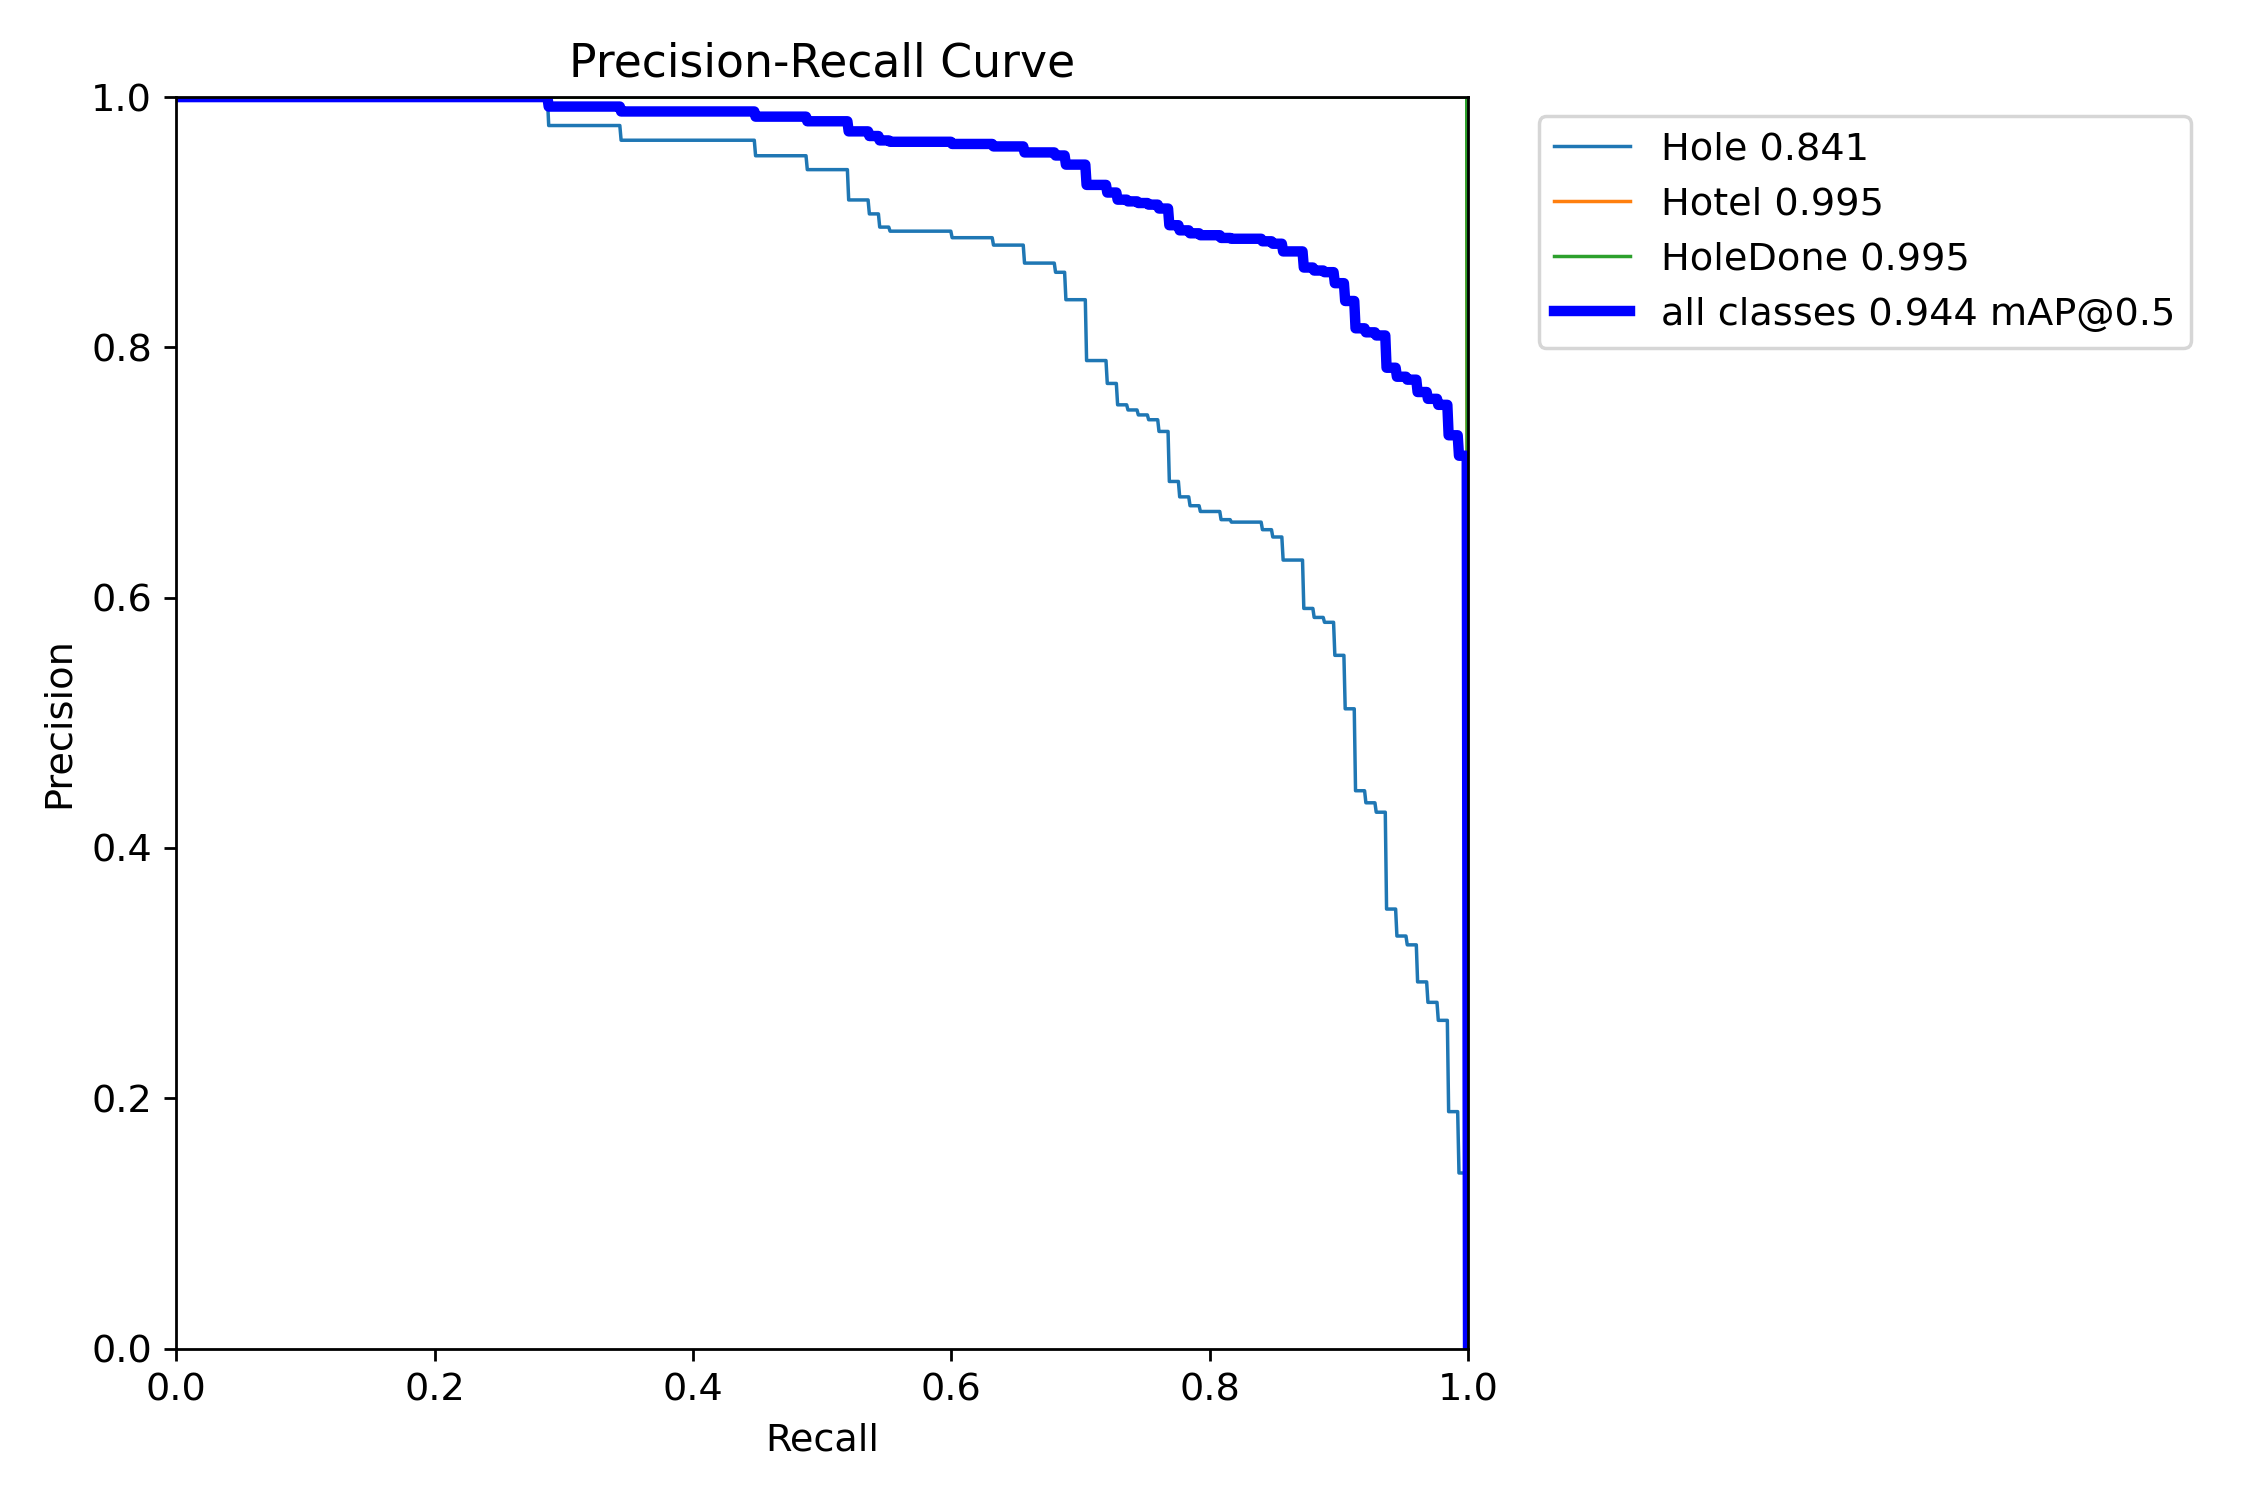 Precision-Recall Curve
1.0
0.8
0.6
0.4
0.2
0.0
Precision
0.0 0.2 0.4 0.6 0.8 1.0
Recall
Hole 0.841
Hotel 0.995
HoleDone 0.995
all classes 0.944 mAP@0.5